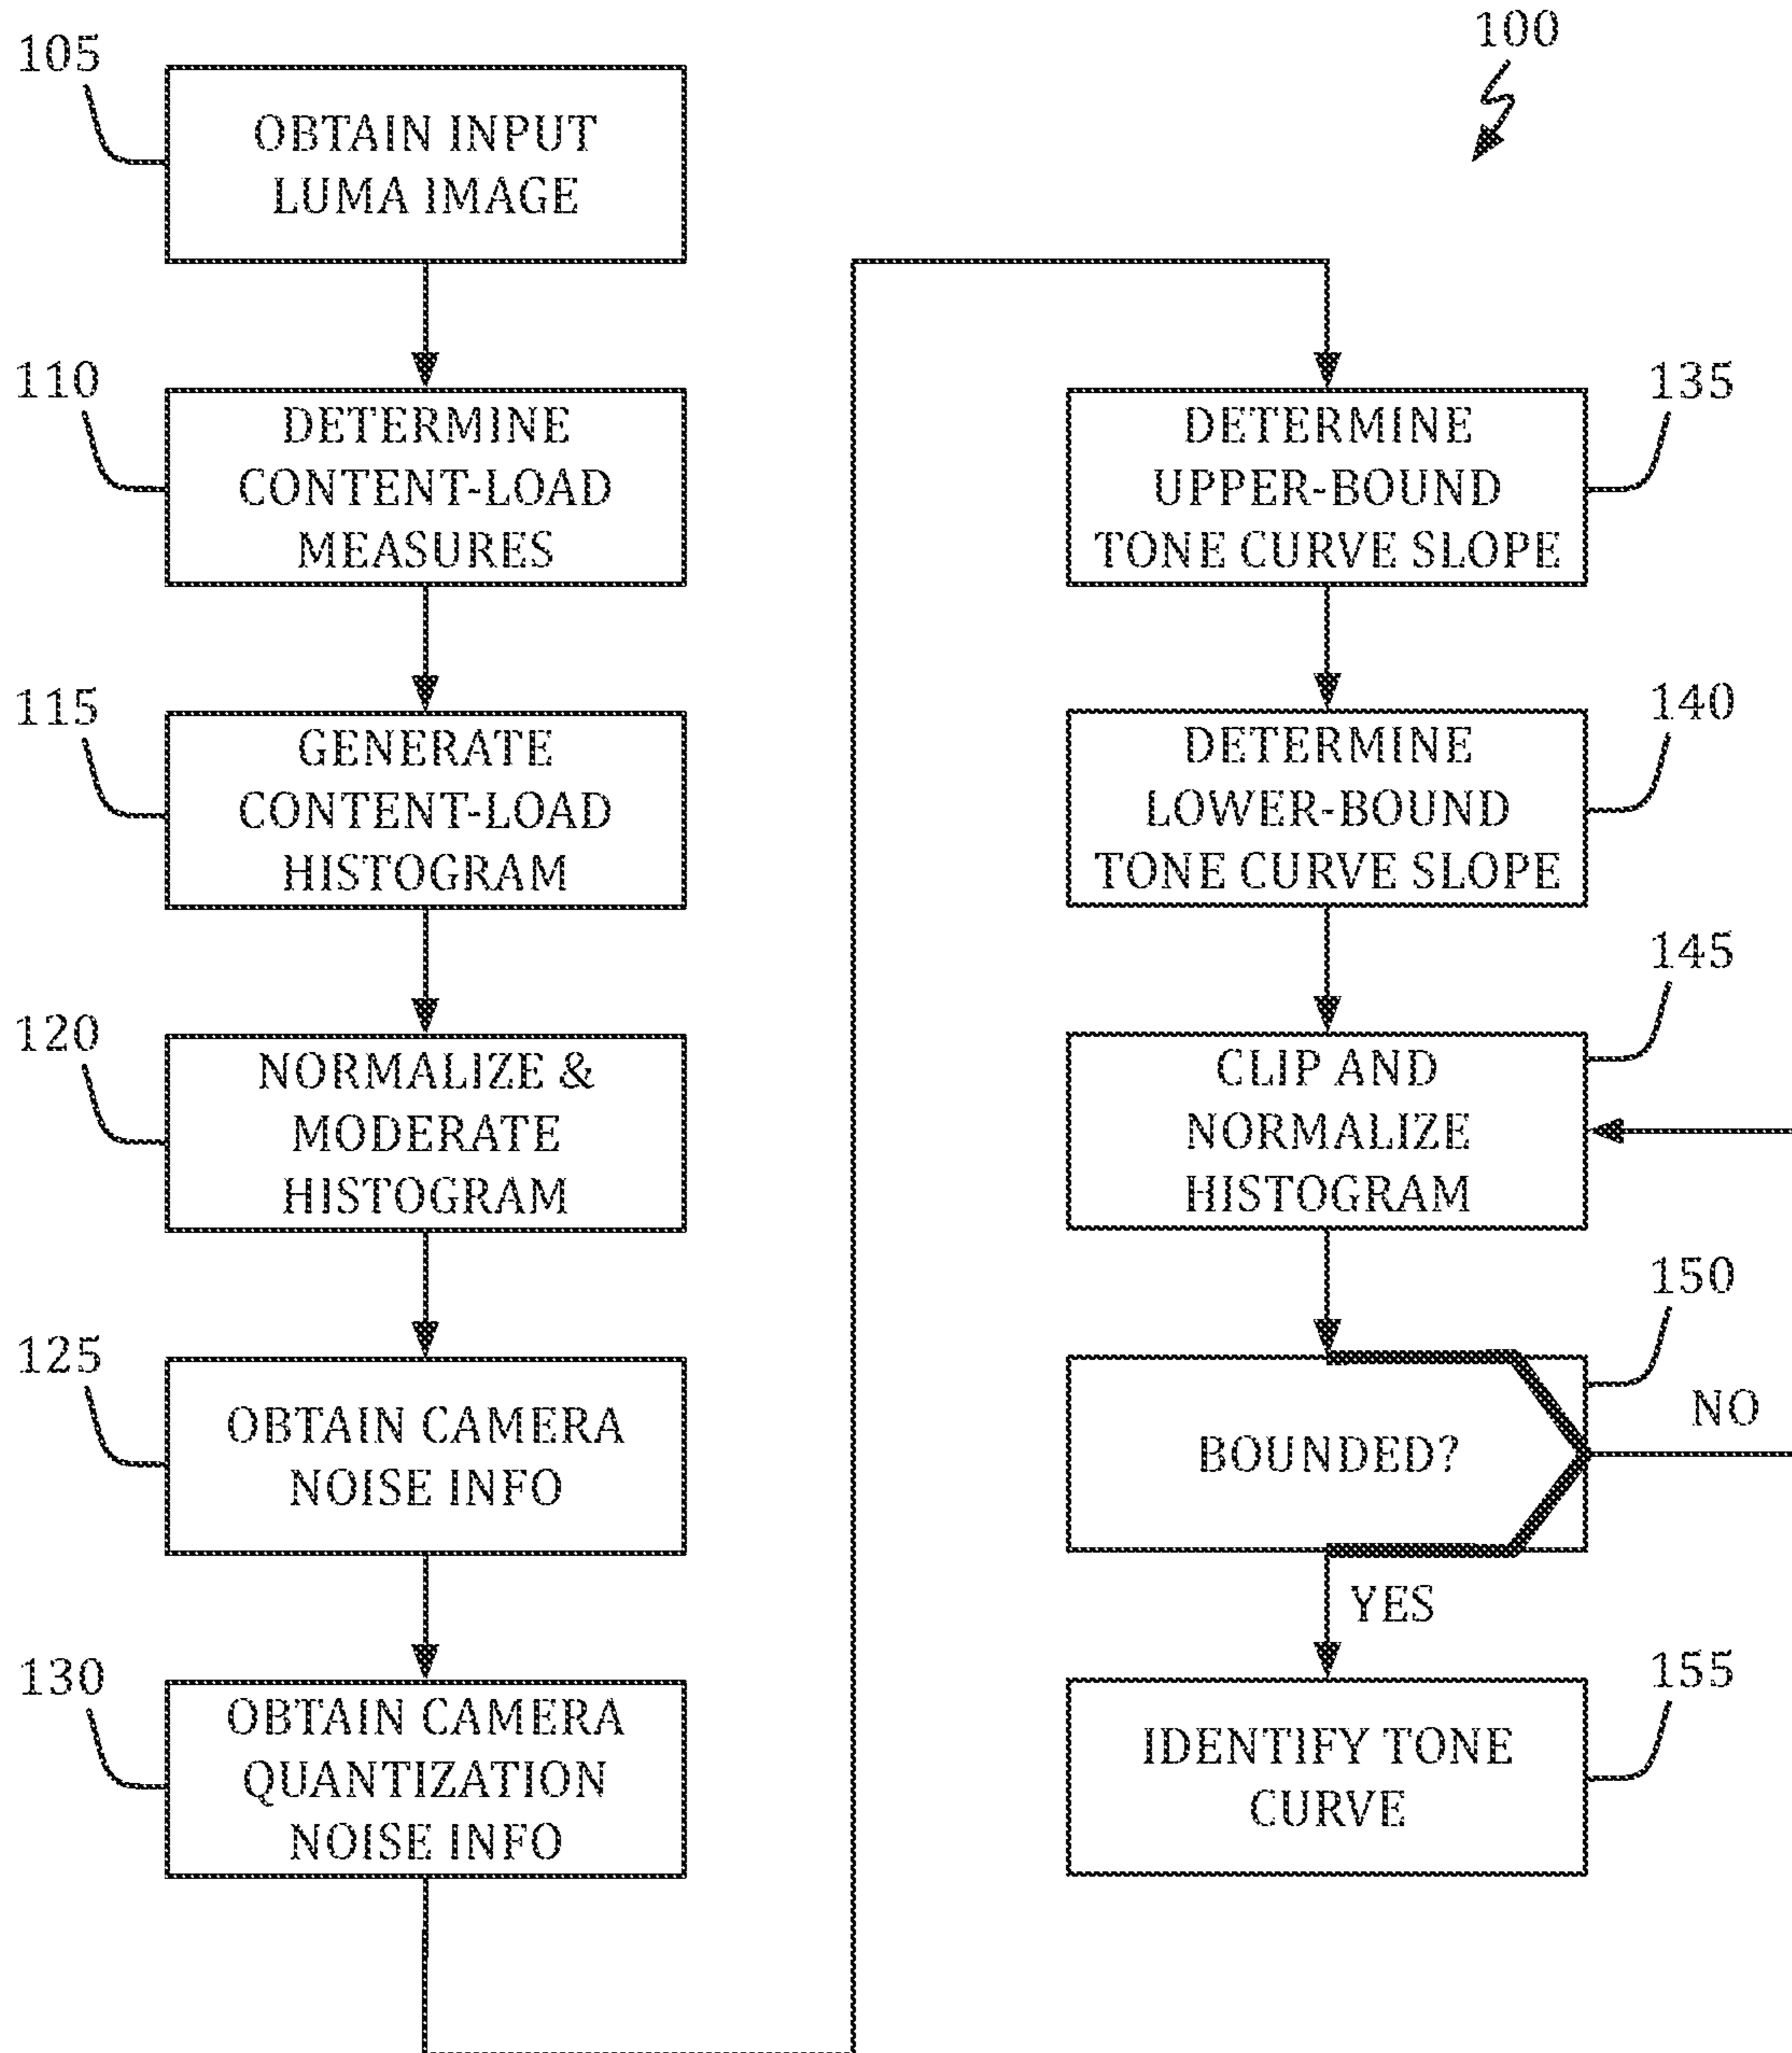 100
105
OBTAIN INPUT
LUMA IMAGE
110
DETERMINE
CONTENT-LOAD
MEASURES
115
GENERATE
CONTENT-LOAD
HISTOGRAM
120
NORMALIZE &
MODERATE
HISTOGRAM
125
OBTAIN CAMERA
NOISE INFO
130
OBTAIN CAMERA
QUANTIZATION
NOISE INFO
135
DETERMINE
UPPER-BOUND
TONE CURVE SLOPE
140
DETERMINE
LOWER-BOUND
TONE CURVE SLOPE
145
CLIP AND
NORMALIZE
HISTOGRAM
150
BOUNDED?
NO
YES
155
IDENTIFY TONE
CURVE